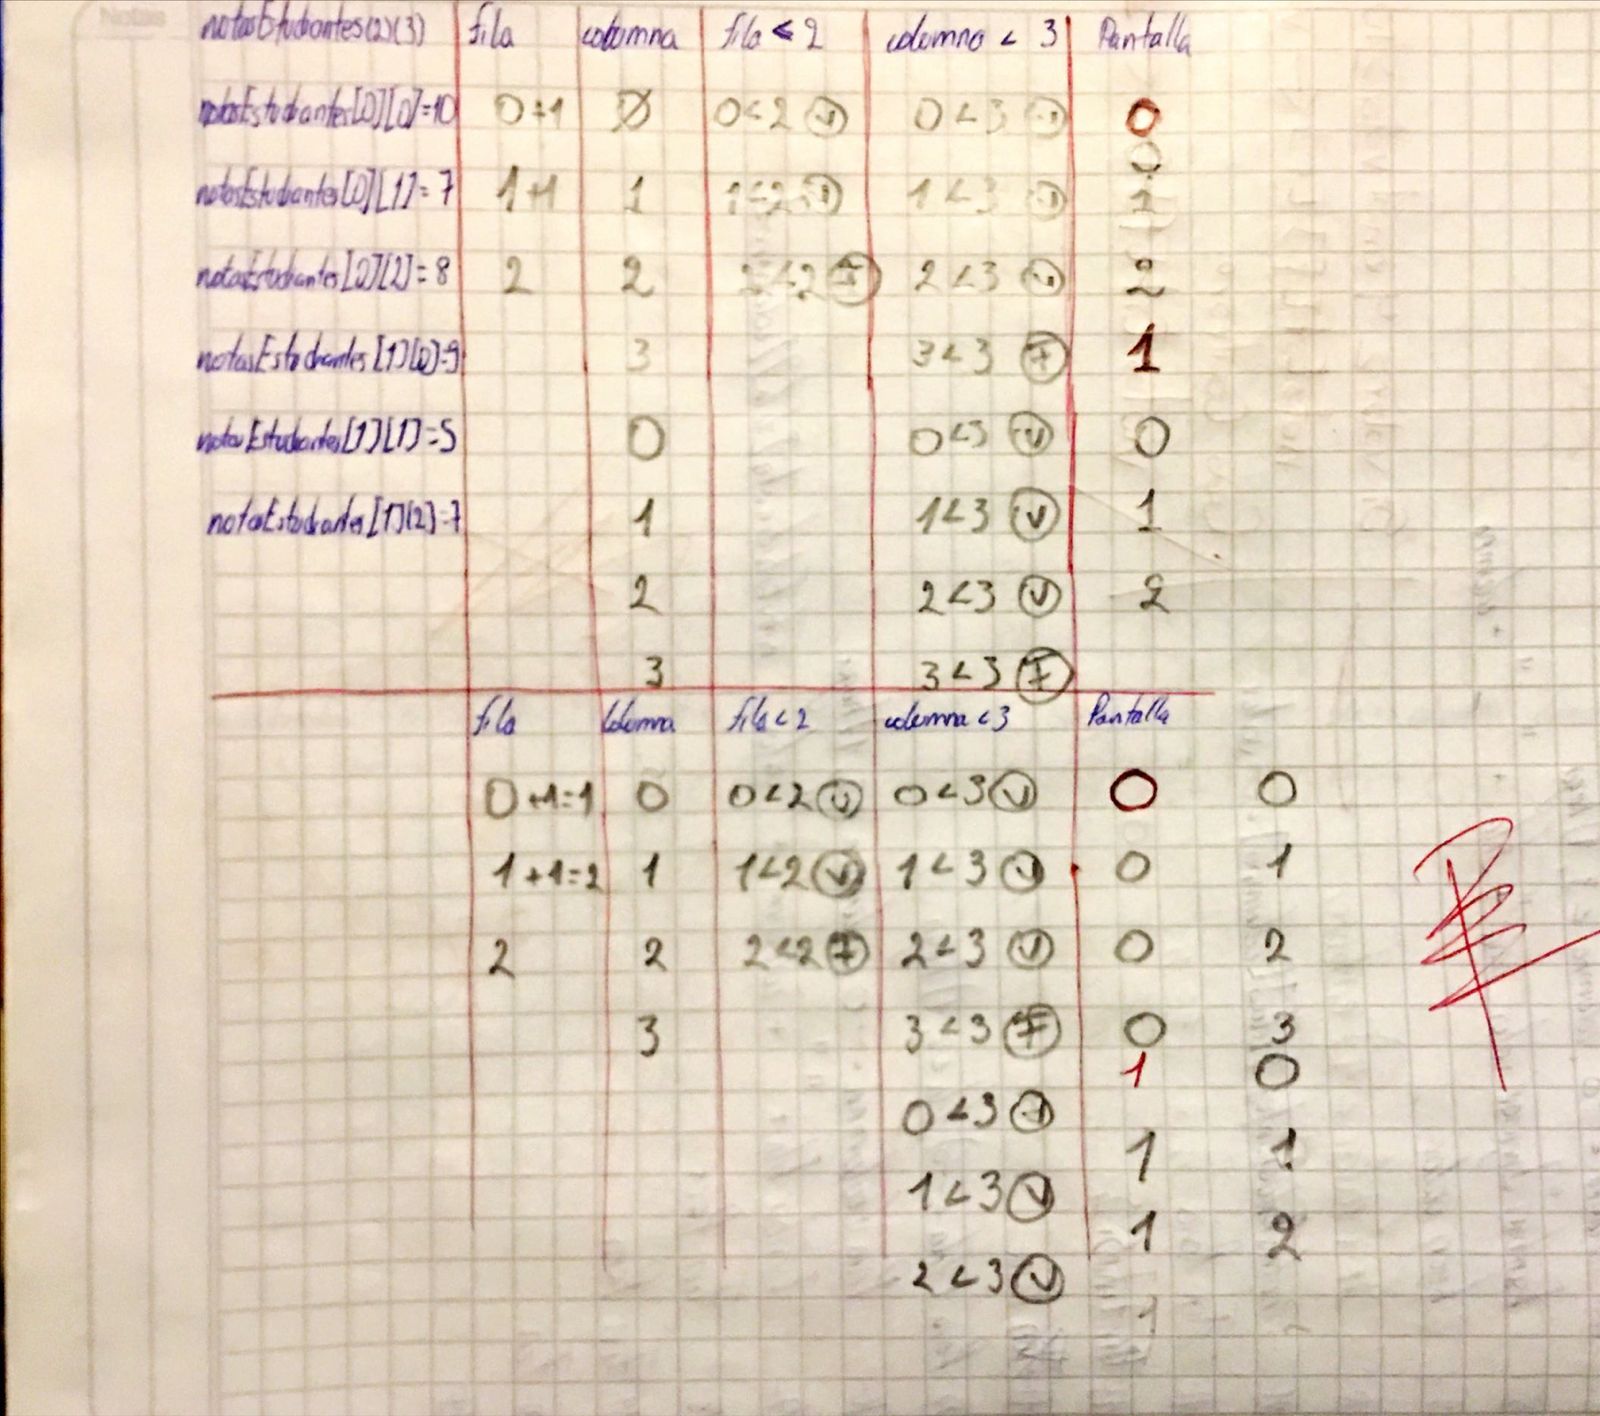 notasEstudiantes(2)(3) fila columna fila < 2 columna < 3 Pantalla
notasEstudiantes[0][0]=10 0+1 0 0<2 V 0<3 V 0
0
notasEstudiantes[0][1]=7 1+1 1 1<2 V 1<3 V 1
notasEstudiantes[0][2]=8 2 2 2<2 F 2<3 V 2
notasEstudiantes[1][0]=9 3 3<3 F 1
notasEstudiantes[1][1]=5 0 0<3 V 0
notasEstudiantes[1][2]=7 1 1<3 V 1
2 2<3 V 2
3 3<3 F
fila Columna fila<2 columna<3 Pantalla
0+1=1 0 0<2 V 0<3 V 0 0
1+1=2 1 1<2 V 1<3 V 0 1
2 2 2<2 F 2<3 V 0 2
3 3<3 F 0 3
1 0
0<3 V
1 1
1<3 V
1 2
2<3 V